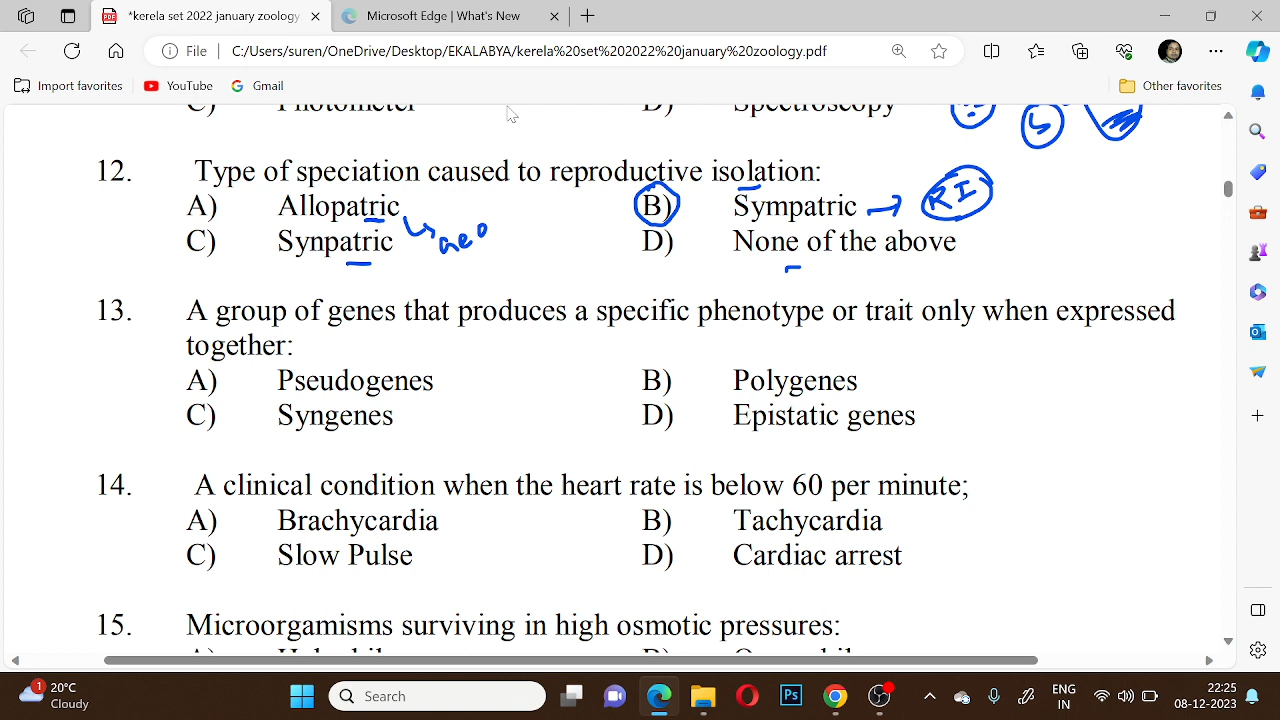 *kerela set 2022 january zoology
Microsoft Edge | What's New
File
C:/Users/suren/OneDrive/Desktop/EKALABYA/kerela%20set%202022%20january%20zoology.pdf
Import favorites
YouTube
Gmail
Other favorites
C) Photometer D) Spectroscopy
12. Type of speciation caused to reproductive isolation:
A) Allopatric B) Sympatric → RI
C) Synpatric geo D) None of the above
13. A group of genes that produces a specific phenotype or trait only when expressed
together:
A) Pseudogenes B) Polygenes
C) Syngenes D) Epistatic genes
14. A clinical condition when the heart rate is below 60 per minute;
A) Brachycardia B) Tachycardia
C) Slow Pulse D) Cardiac arrest
15. Microorgamisms surviving in high osmotic pressures:
1
20°C
Cloudy
Search
ENG
IN
22:25
08-12-2023